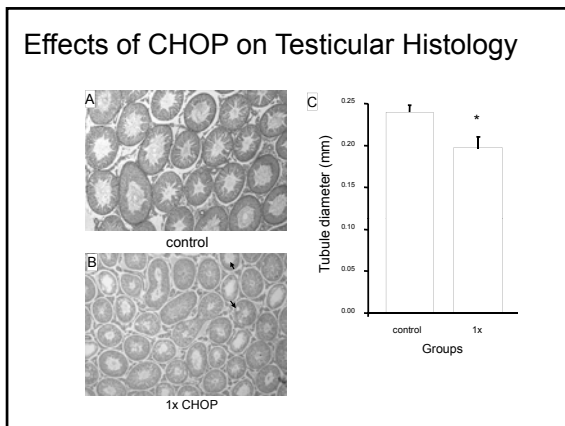 Effects of CHOP on Testicular Histology
A
control
B
1x CHOP
C
Tubule diameter (mm)
0.25
0.20
0.15
0.10
0.05
0.00
*
control 1x
Groups